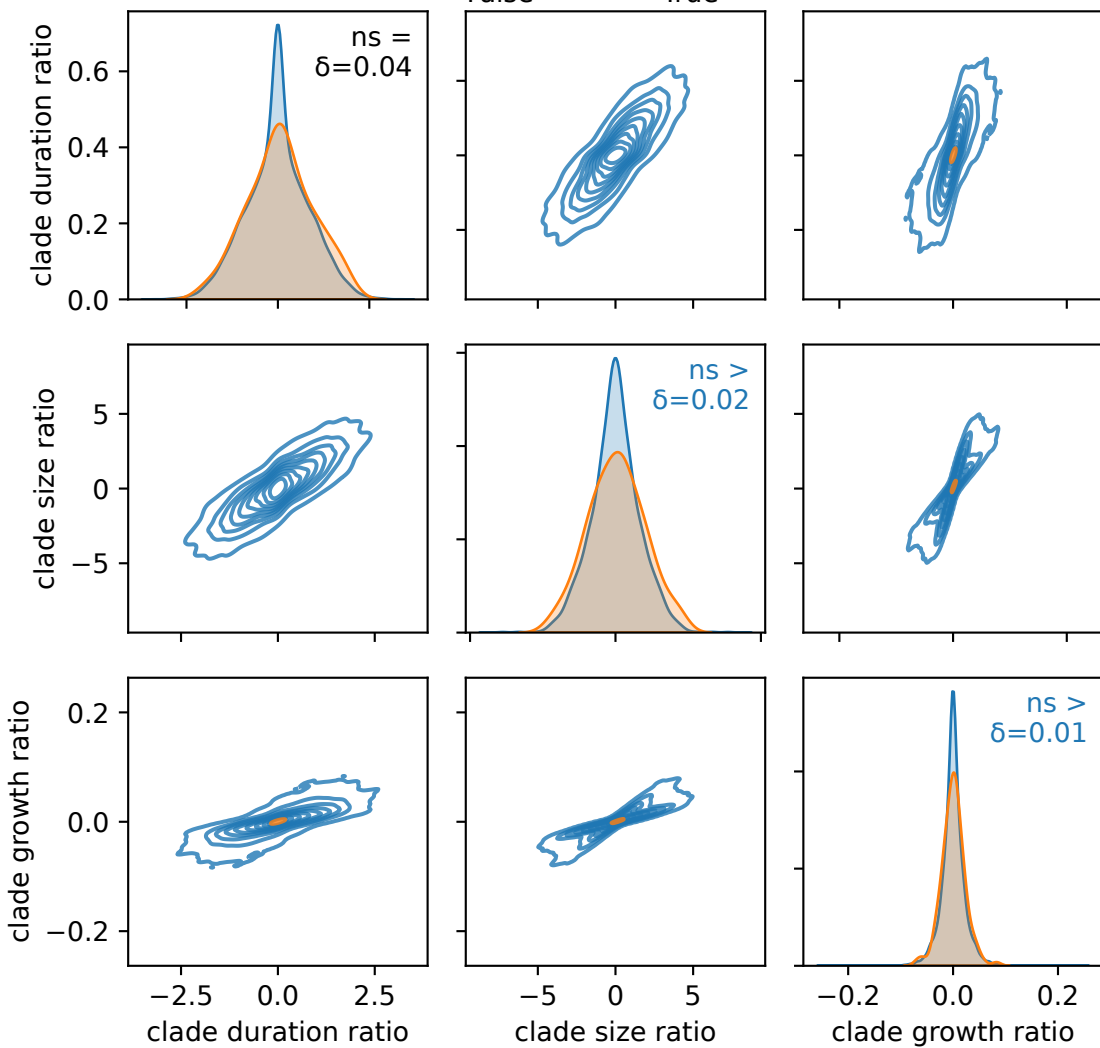 clade duration ratio
0.6
0.4
0.2
0.0
ns =
δ=0.04
clade size ratio
5
0
−5
ns >
δ=0.02
clade growth ratio
0.2
0.0
−0.2
ns >
δ=0.01
−2.5 0.0 2.5
−5 0 5
−0.2 0.0 0.2
clade duration ratio
clade size ratio
clade growth ratio